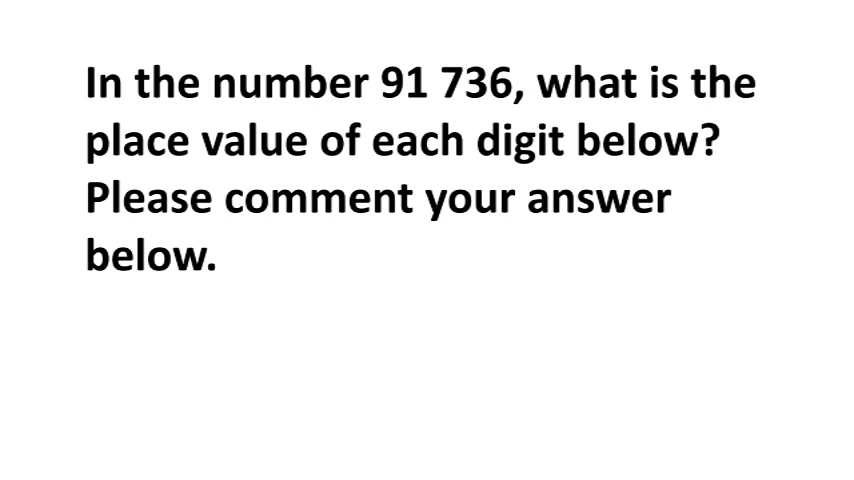 In the number 91 736, what is the
place value of each digit below?
Please comment your answer
below.